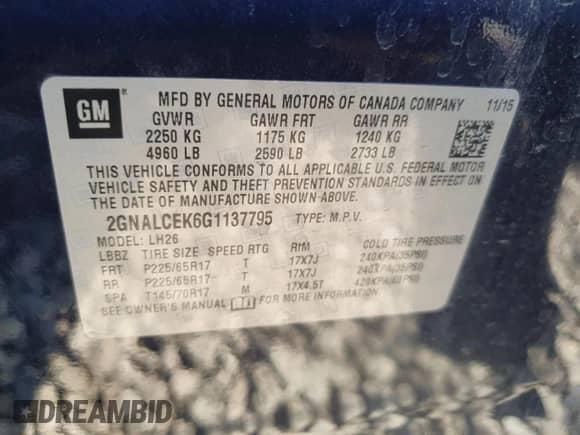 GM ® MFD BY GENERAL MOTORS OF CANADA COMPANY 11/15
GVWR GAWR FRT GAWR RR
2250 KG 1175 KG 1240 KG
4960 LB 2590 LB 2733 LB
THIS VEHICLE CONFORMS TO ALL APPLICABLE U.S. FEDERAL MOTOR
VEHICLE SAFETY AND THEFT PREVENTION STANDARDS IN EFFECT ON
THE DATE OF MANUFACTURE SHOWN ABOVE.
2GNALCEK6G1137795 TYPE: M.P.V.
MODEL: LH26
LBBZ TIRE SIZE SPEED RTG RIM COLD TIRE PRESSURE
FRT P225/65R17 T 17X7J 240KPA(35PSI)
RR P225/65R17 T 17X7J 240KPA(35PSI)
SPA T145/70R17 M 17X4.5T 420KPA(60PSI)
SEE OWNER'S MANUAL FOR MORE INFORMATION
DREAMBID